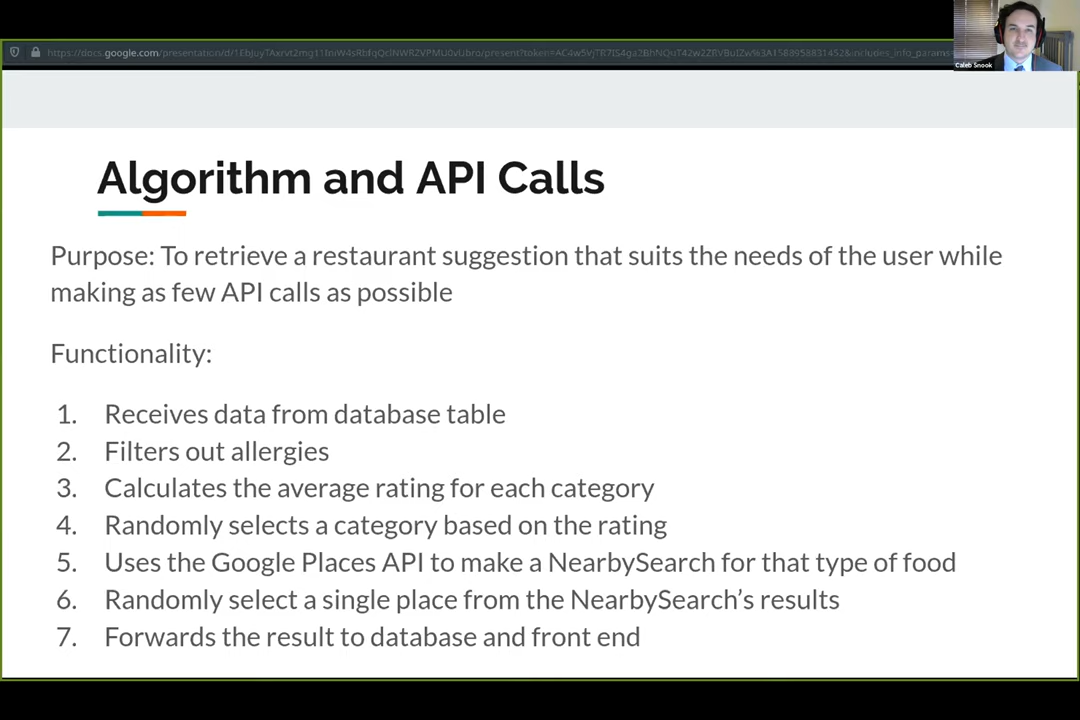 Caleb Snook
Algorithm and API Calls
Purpose: To retrieve a restaurant suggestion that suits the needs of the user while
making as few API calls as possible
Functionality:
1. Receives data from database table
2. Filters out allergies
3. Calculates the average rating for each category
4. Randomly selects a category based on the rating
5. Uses the Google Places API to make a NearbySearch for that type of food
6. Randomly select a single place from the NearbySearch's results
7. Forwards the result to database and front end